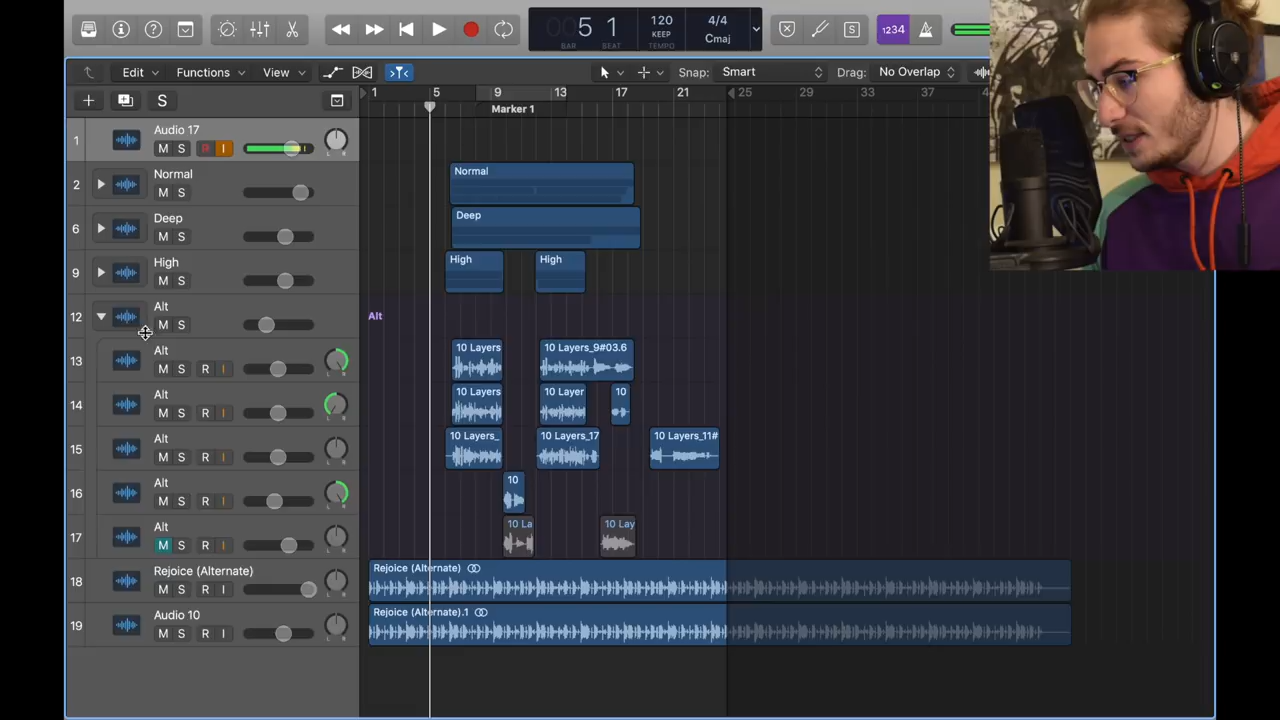 5 1
BAR BEAT
120
KEEP
TEMPO
4/4
Cmaj
S
1234
Edit Functions View Snap: Smart Drag: No Overlap
S
1 5 9 13 17 21 25 29 33 37
Marker 1
1 Audio 17
M S R I
L R
2 Normal
M S
Normal
6 Deep
M S
Deep
9 High
M S
High High
12 Alt
M S
Alt
13 Alt
M S R I
L R
10 Layers 10 Layers_9#03.6
14 Alt
M S R I
L R
10 Layers 10 Layer 10
15 Alt
M S R I
L R
10 Layers_ 10 Layers_17 10 Layers_11#
16 Alt
M S R I
L R
10
17 Alt
M S R I
L R
10 La 10 Lay
18 Rejoice (Alternate)
M S R I
L R
Rejoice (Alternate)
19 Audio 10
M S R I
L R
Rejoice (Alternate).1